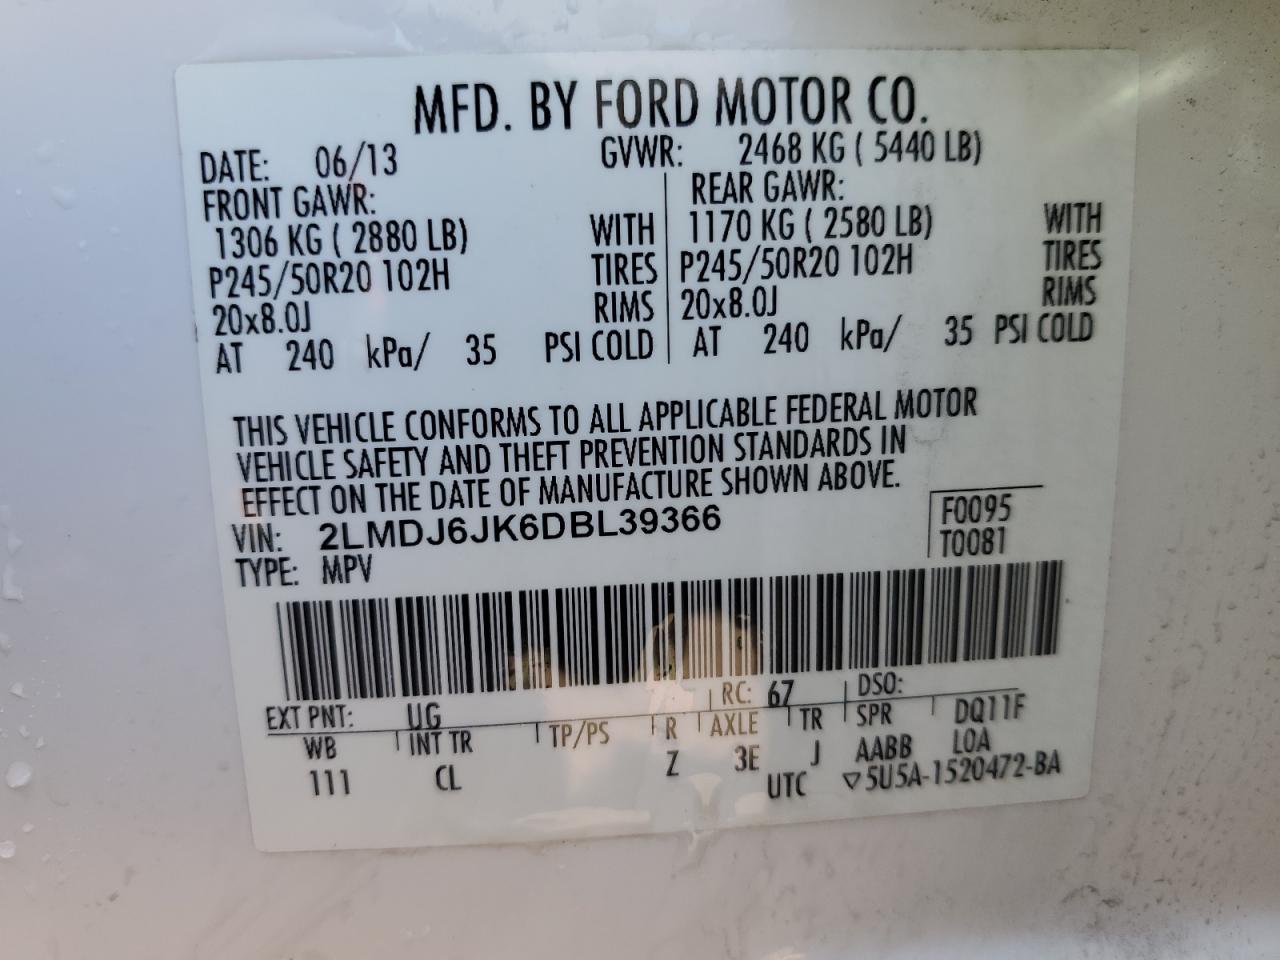 MFD. BY FORD MOTOR CO.
DATE: 06/13 GVWR: 2468 KG ( 5440 LB)
FRONT GAWR: REAR GAWR:
1306 KG ( 2880 LB) WITH 1170 KG ( 2580 LB) WITH
P245/50R20 102H TIRES P245/50R20 102H TIRES
20x8.0J RIMS 20x8.0J RIMS
AT 240 kPa/ 35 PSI COLD AT 240 kPa/ 35 PSI COLD
THIS VEHICLE CONFORMS TO ALL APPLICABLE FEDERAL MOTOR
VEHICLE SAFETY AND THEFT PREVENTION STANDARDS IN
EFFECT ON THE DATE OF MANUFACTURE SHOWN ABOVE.
VIN: 2LMDJ6JK6DBL39366 F0095
TYPE: MPV T0081
EXT PNT: UG RC: 67 DSO:
WB INT TR TP/PS R AXLE TR SPR DQ11F
111 CL Z 3E J AABB LOA
UTC ▽5U5A-1520472-BA